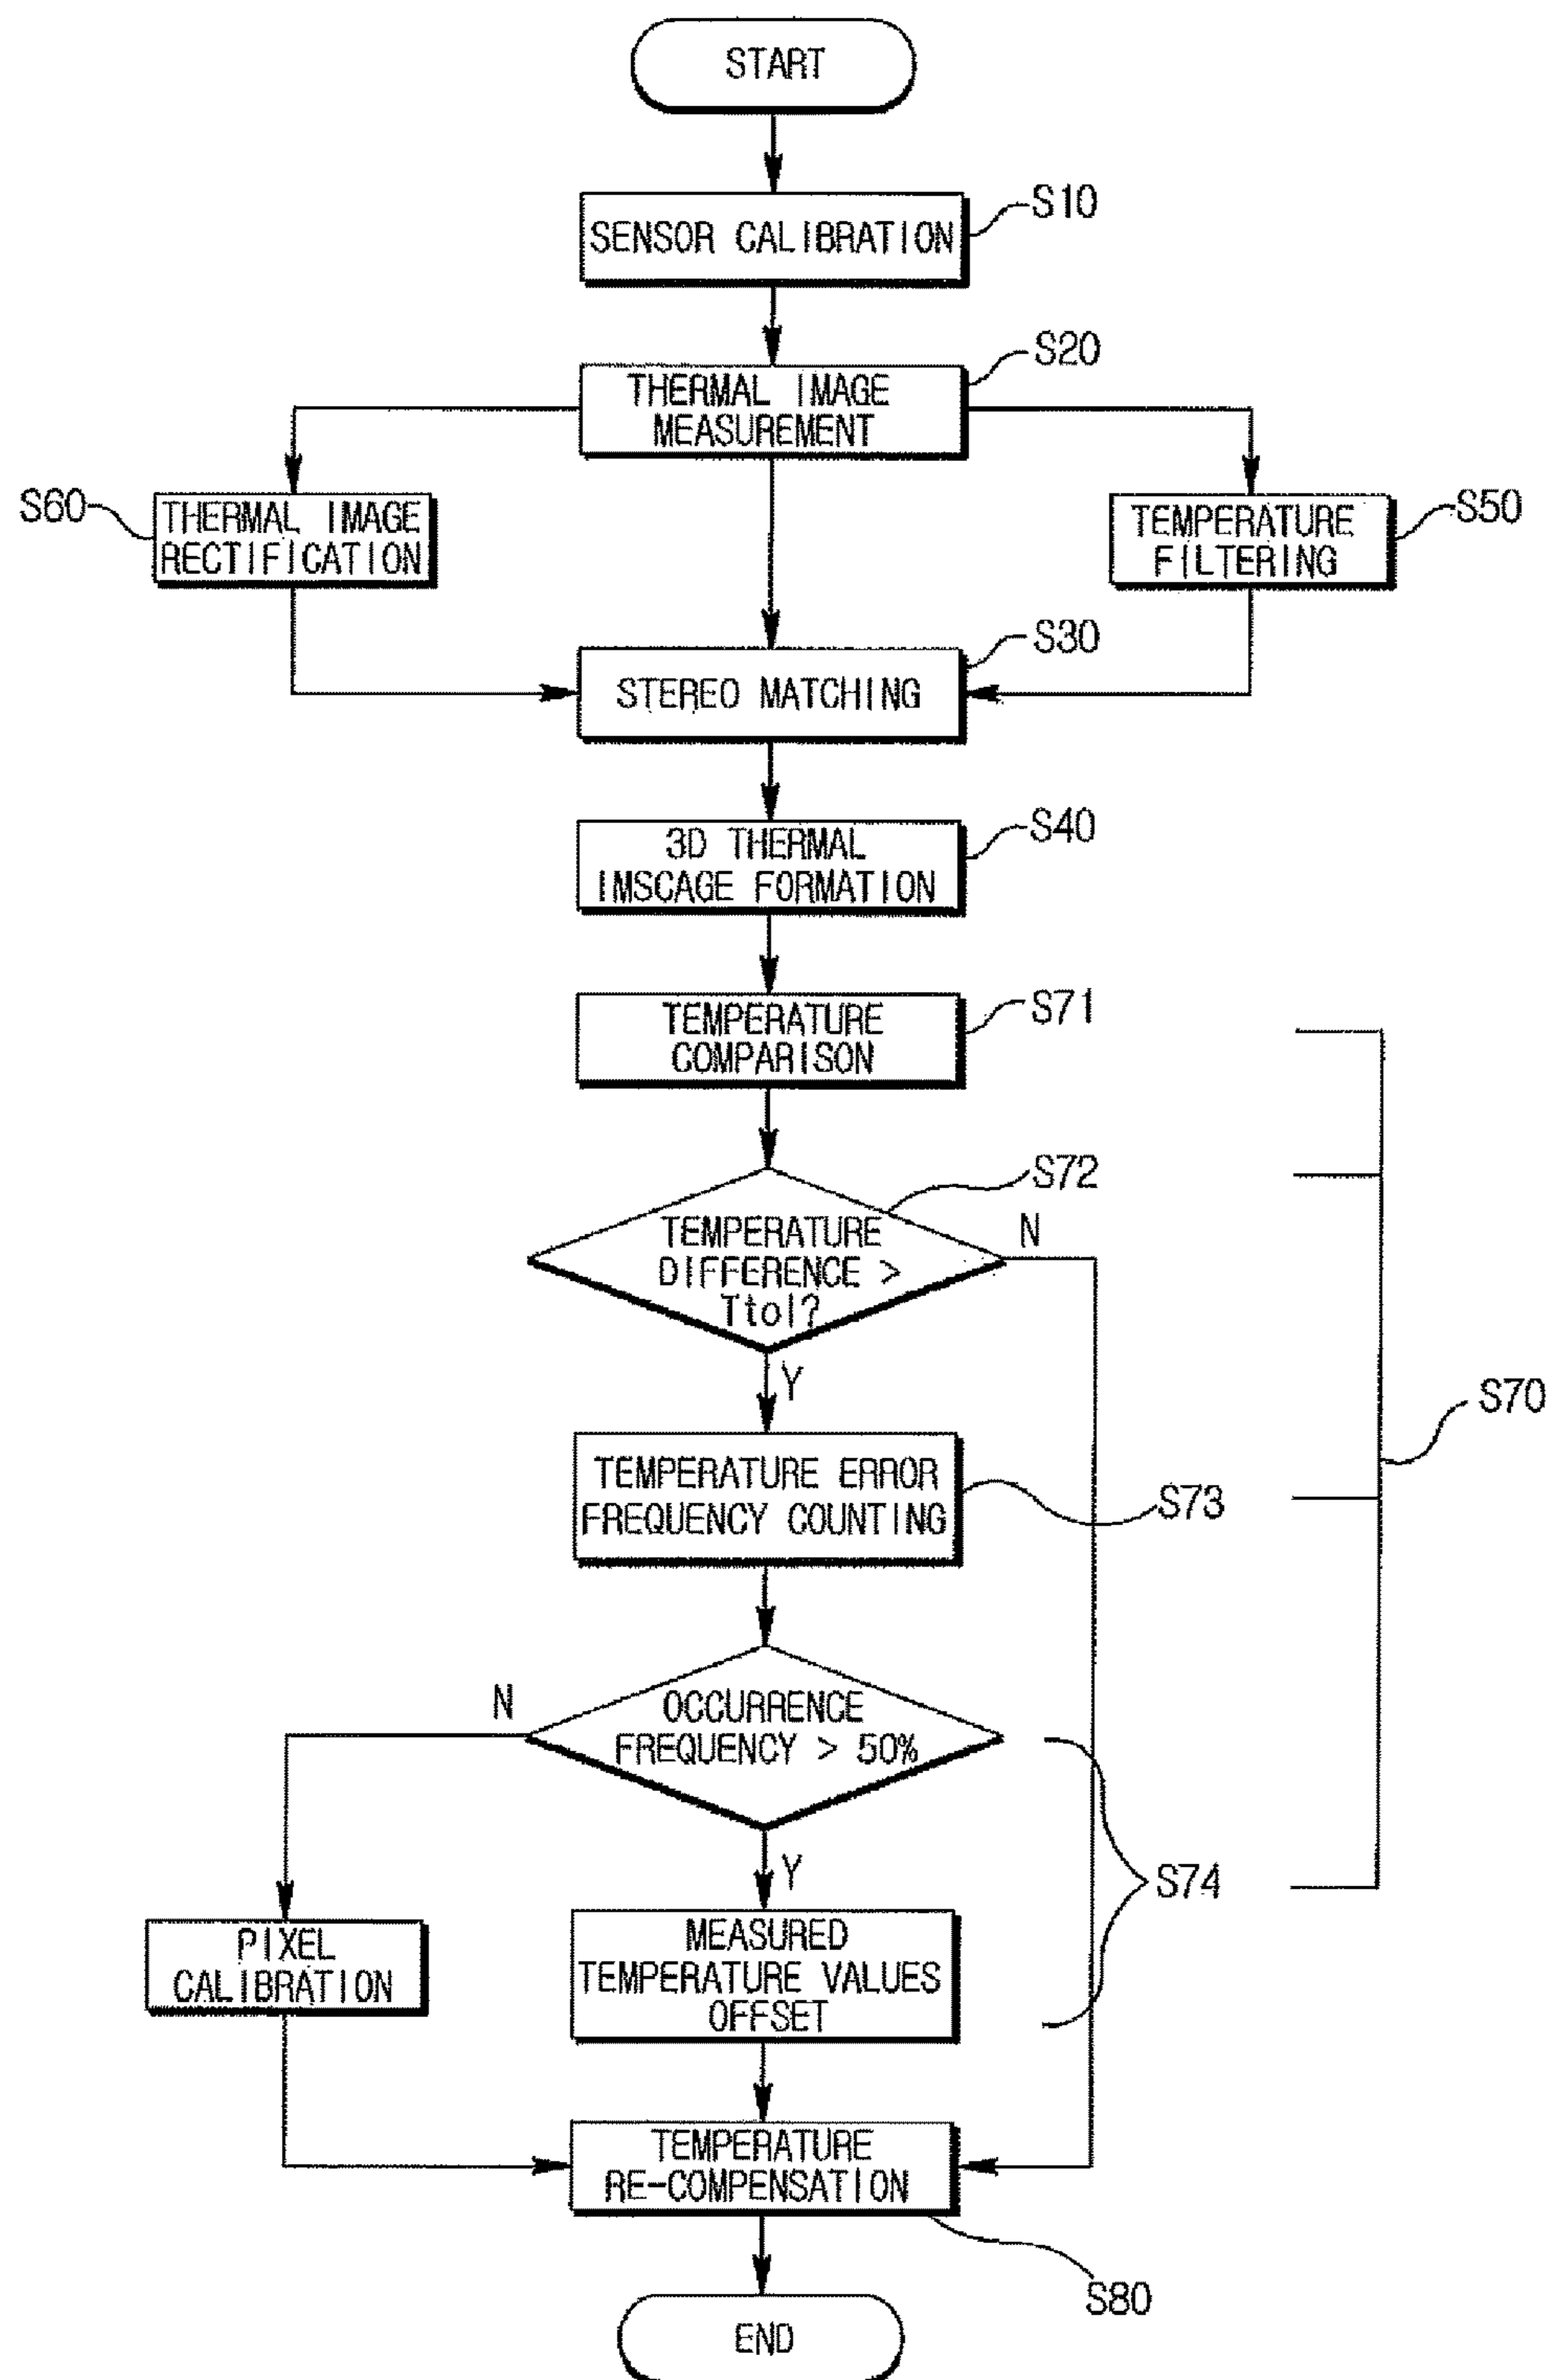 START
SENSOR CALIBRATION
S10
THERMAL IMAGE
MEASUREMENT
S20
S60
THERMAL IMAGE
RECTIFICATION
TEMPERATURE
FILTERING
S50
STEREO MATCHING
S30
3D THERMAL
IMSCAGE FORMATION
S40
TEMPERATURE
COMPARISON
S71
TEMPERATURE
DIFFERENCE >
Ttol?
S72
N
Y
S70
TEMPERATURE ERROR
FREQUENCY COUNTING
S73
OCCURRENCE
FREQUENCY > 50%
N
Y
S74
PIXEL
CALIBRATION
MEASURED
TEMPERATURE VALUES
OFFSET
TEMPERATURE
RE-COMPENSATION
S80
END